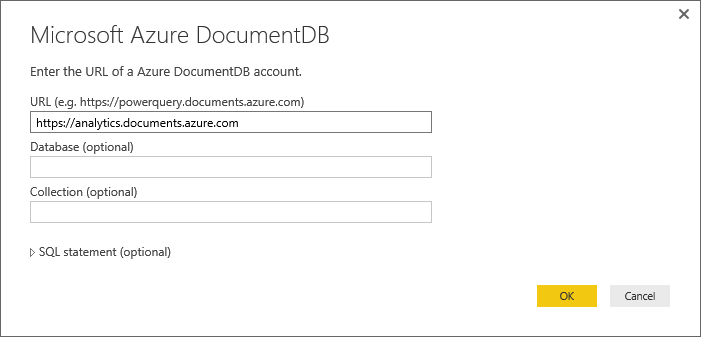 Microsoft Azure DocumentDB
Enter the URL of a Azure DocumentDB account.
URL (e.g. https://powerquery.documents.azure.com)
https://analytics.documents.azure.com
Database (optional)
Collection (optional)
SQL statement (optional)
OK Cancel